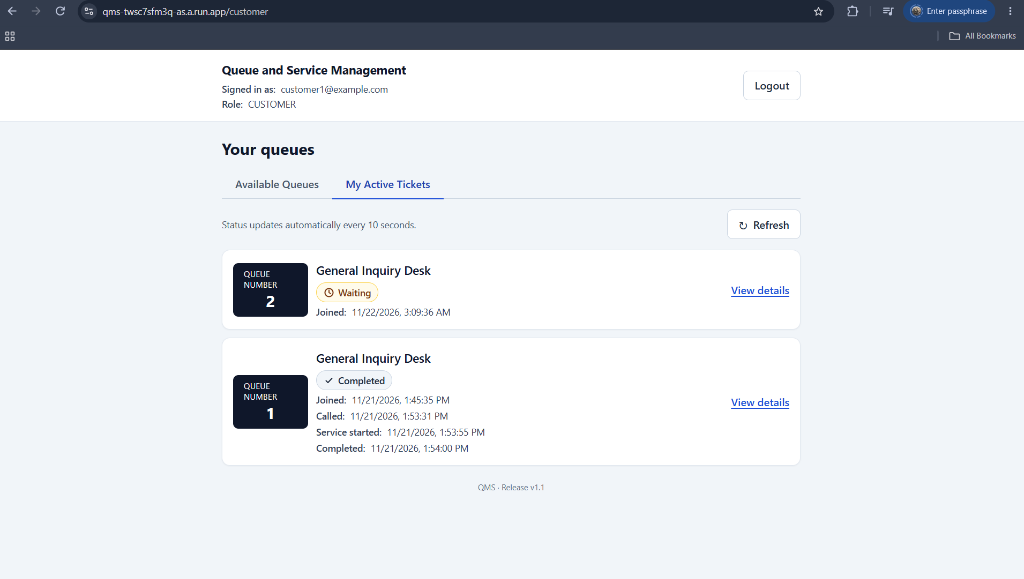 qms-twsc7sfm3q-as.a.run.app/customer
Enter passphrase
All Bookmarks
Queue and Service Management
Signed in as: customer1@example.com
Role: CUSTOMER
Logout
Your queues
Available Queues
My Active Tickets
Status updates automatically every 10 seconds.
↻ Refresh
QUEUE
NUMBER
2
General Inquiry Desk
Waiting
Joined: 11/22/2026, 3:09:36 AM
View details
QUEUE
NUMBER
1
General Inquiry Desk
✓ Completed
Joined: 11/21/2026, 1:45:35 PM
Called: 11/21/2026, 1:53:31 PM
Service started: 11/21/2026, 1:53:55 PM
Completed: 11/21/2026, 1:54:00 PM
View details
QMS - Release v1.1